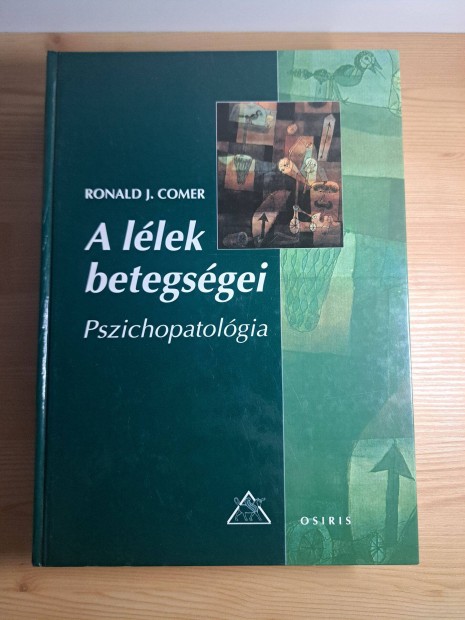 RONALD J. COMER
A lélek
betegségei
Pszichopatológia
OSIRIS